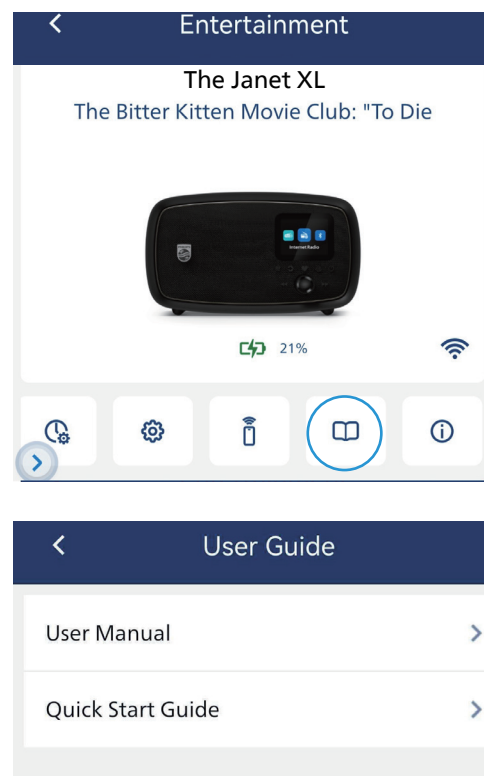 Entertainment
The Janet XL
The Bitter Kitten Movie Club: "To Die
Internet Radio
21%
User Guide
User Manual
Quick Start Guide